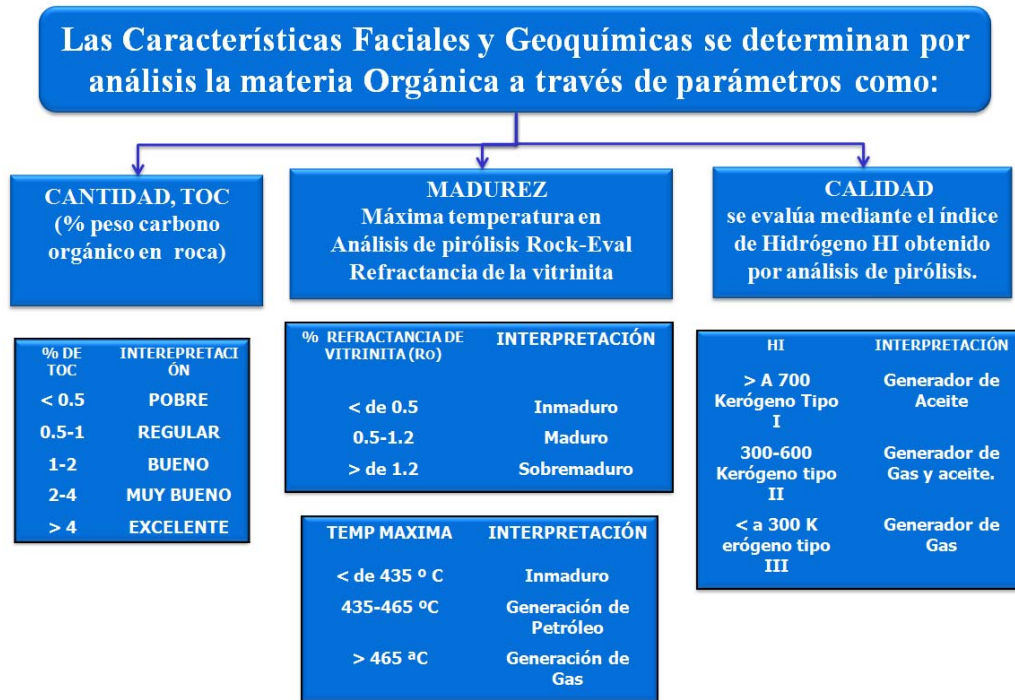 Las Características Faciales y Geoquímicas se determinan por
análisis la materia Orgánica a través de parámetros como:
CANTIDAD, TOC
(% peso carbono
orgánico en roca)
MADUREZ
Máxima temperatura en
Análisis de pirólisis Rock-Eval
Refractancia de la vitrinita
CALIDAD
se evalúa mediante el índice
de Hidrógeno HI obtenido
por análisis de pirólisis.
% DE
TOC
INTEREPRETACI
ÓN
< 0.5 POBRE
0.5-1 REGULAR
1-2 BUENO
2-4 MUY BUENO
> 4 EXCELENTE
% REFRACTANCIA DE
VITRINITA (RO)
INTERPRETACIÓN
< de 0.5 Inmaduro
0.5-1.2 Maduro
> de 1.2 Sobremaduro
TEMP MAXIMA INTERPRETACIÓN
< de 435 º C Inmaduro
435-465 ºC
Generación de
Petróleo
> 465 ªC
Generación de
Gas
HI INTERPRETACIÓN
> A 700
Kerógeno Tipo
I
Generador de
Aceite
300-600
Kerógeno tipo
II
Generador de
Gas y aceite.
< a 300 K
erógeno tipo
III
Generador de
Gas